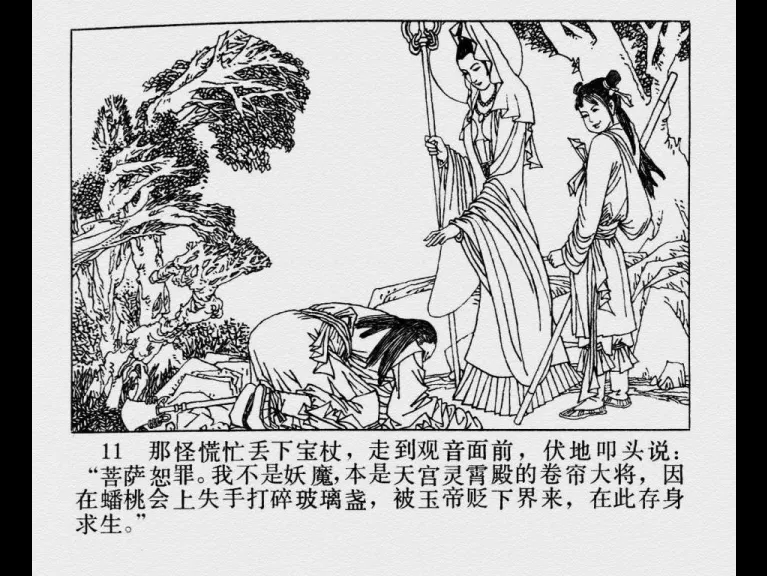 11 那怪慌忙丢下宝杖，走到观音面前，伏地叩头说：
“菩萨恕罪。我不是妖魔，本是天宫灵霄殿的卷帘大将，因
在蟠桃会上失手打碎玻璃盏，被玉帝贬下界来，在此存身
求生。”